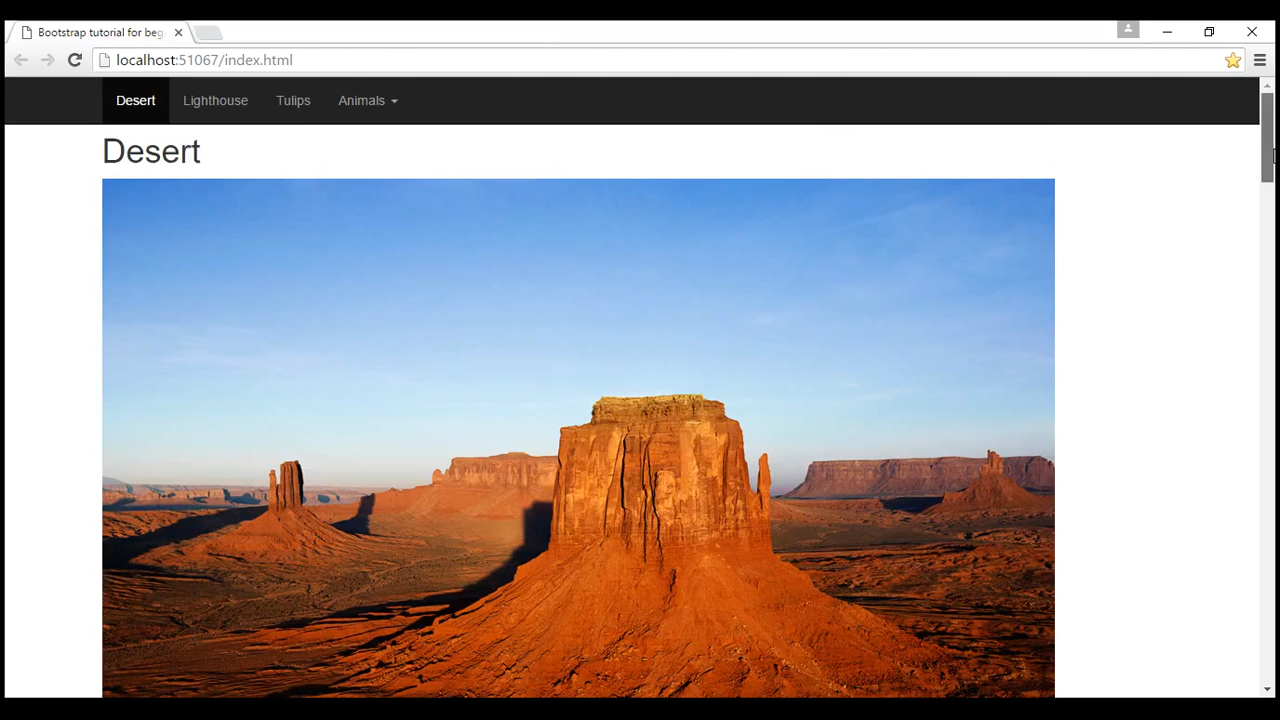 Bootstrap tutorial for beg
localhost:51067/index.html
Desert Lighthouse Tulips Animals
Desert